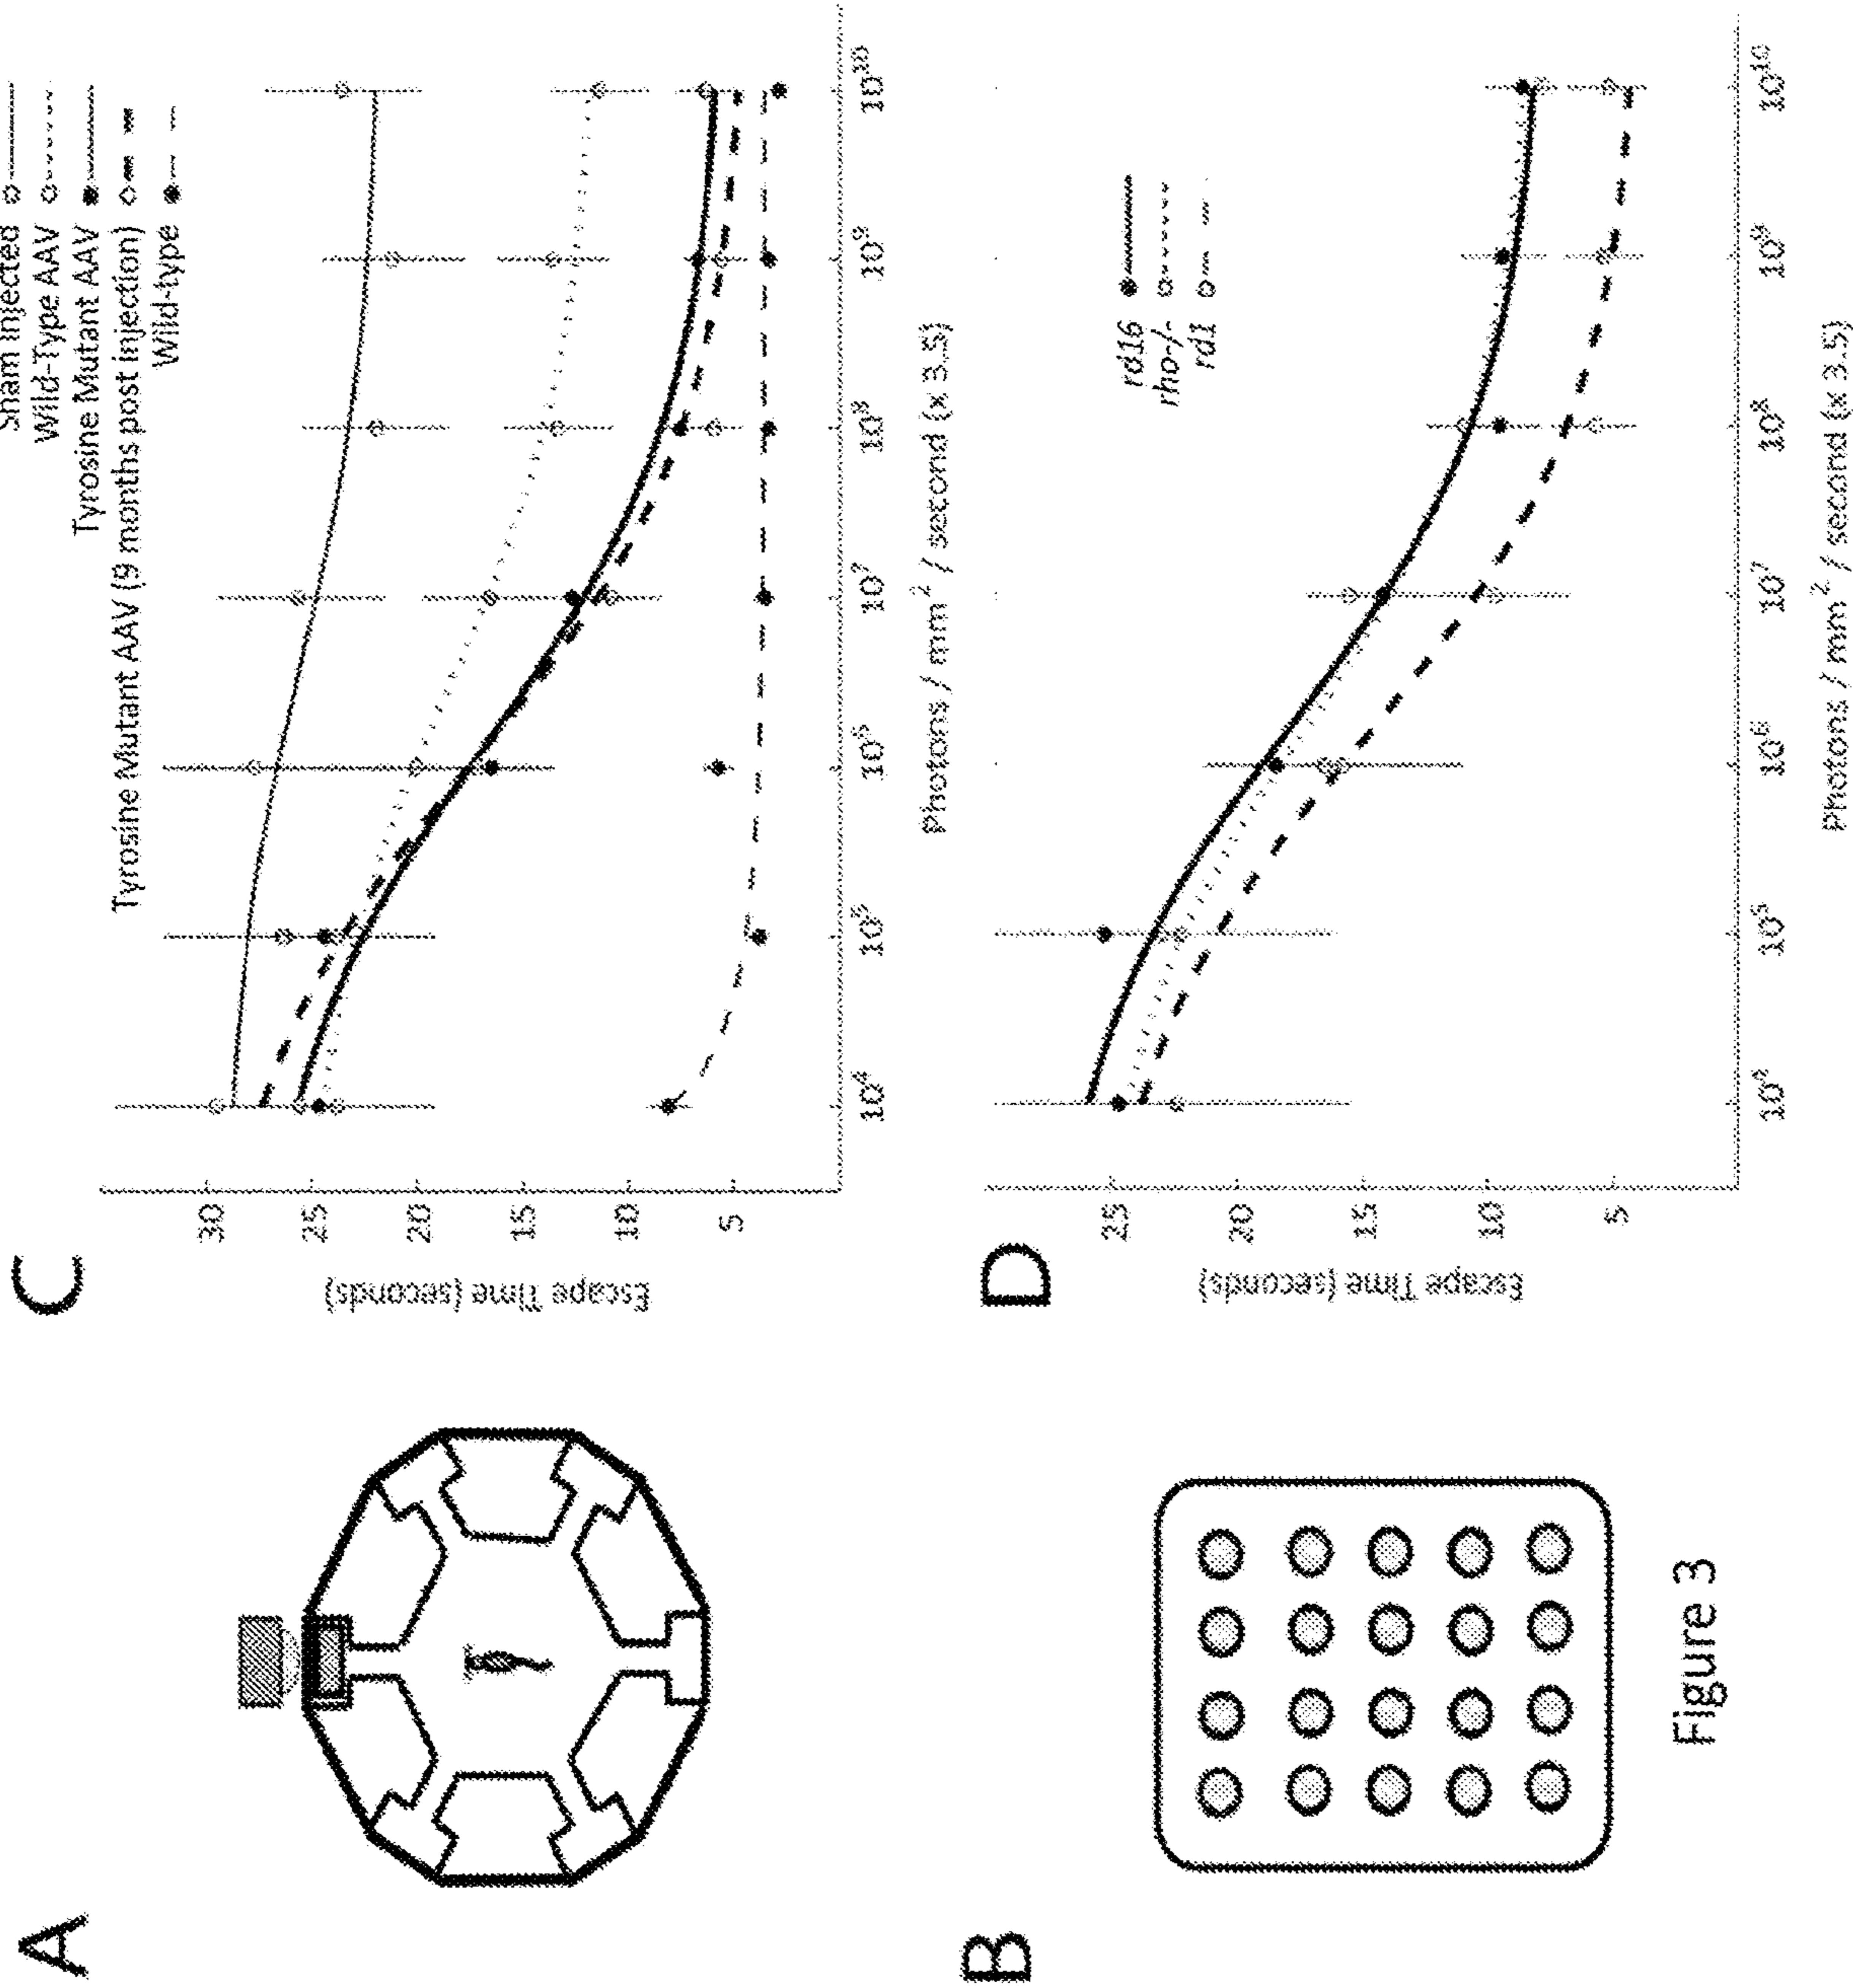 A
B
C
Sham Injected
Wild-Type AAV
Tyrosine Mutant AAV
Tyrosine Mutant AAV (9 months post injection)
Wild-type
Escape Time (seconds)
30
25
20
15
10
5
10⁴
10⁵
10⁶
10⁷
10⁸
10⁹
10¹⁰
Photons / mm² / second (x 3.5)
D
rd16
rho-/-
rd1
Escape Time (seconds)
25
20
15
10
5
10⁴
10⁵
10⁶
10⁷
10⁸
10⁹
10¹⁰
Photons / mm² / second (x 3.5)
Figure 3